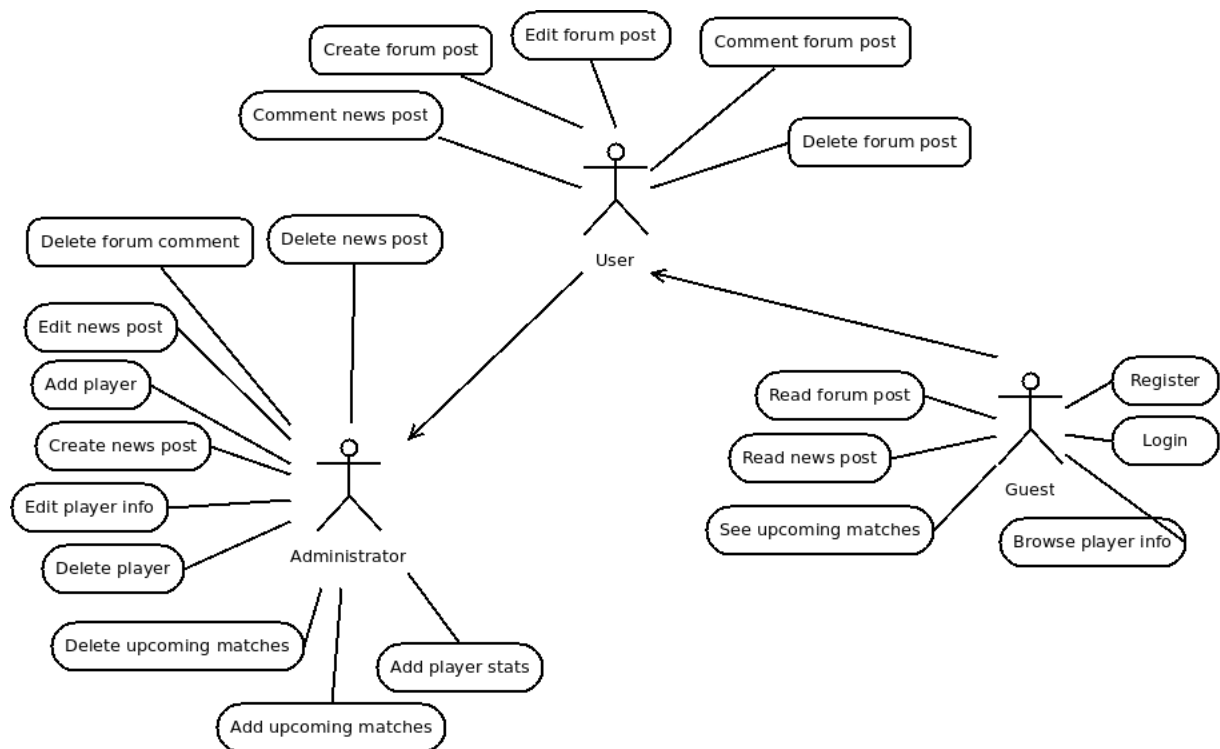 Edit forum post
Create forum post
Comment forum post
Comment news post
Delete forum post
User
Delete forum comment
Delete news post
Edit news post
Add player
Create news post
Edit player info
Delete player
Administrator
Delete upcoming matches
Add player stats
Add upcoming matches
Read forum post
Register
Read news post
Login
Guest
See upcoming matches
Browse player info